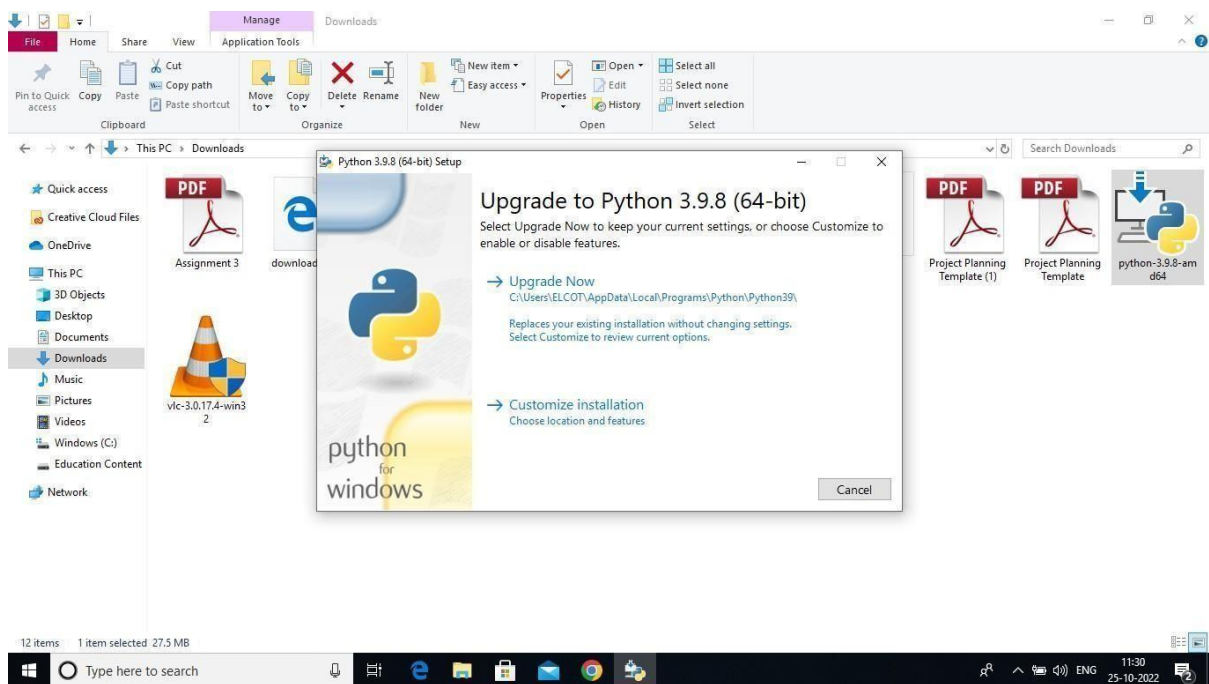 Manage
Downloads
File
Home
Share
View
Application Tools
Pin to Quick
access
Copy
Paste
Cut
Copy path
Paste shortcut
Clipboard
Move
to
Copy
to
Delete
Rename
Organize
New
folder
New item
Easy access
New
Properties
Open
Edit
History
Open
Select all
Select none
Invert selection
Select
This PC
Downloads
Search Downloads
Quick access
Creative Cloud Files
OneDrive
This PC
3D Objects
Desktop
Documents
Downloads
Music
Pictures
Videos
Windows (C:)
Education Content
Network
PDF
Assignment 3
download
vlc-3.0.17.4-win3
2
Python 3.9.8 (64-bit) Setup
Upgrade to Python 3.9.8 (64-bit)
Select Upgrade Now to keep your current settings, or choose Customize to
enable or disable features.
Upgrade Now
C:\Users\ELCOT\AppData\Local\Programs\Python\Python39\
Replaces your existing installation without changing settings.
Select Customize to review current options.
Customize installation
Choose location and features
python
for
windows
Cancel
PDF
Project Planning
Template (1)
PDF
Project Planning
Template
python-3.9.8-am
d64
12 items
1 item selected 27.5 MB
Type here to search
ENG
11:30
25-10-2022
2